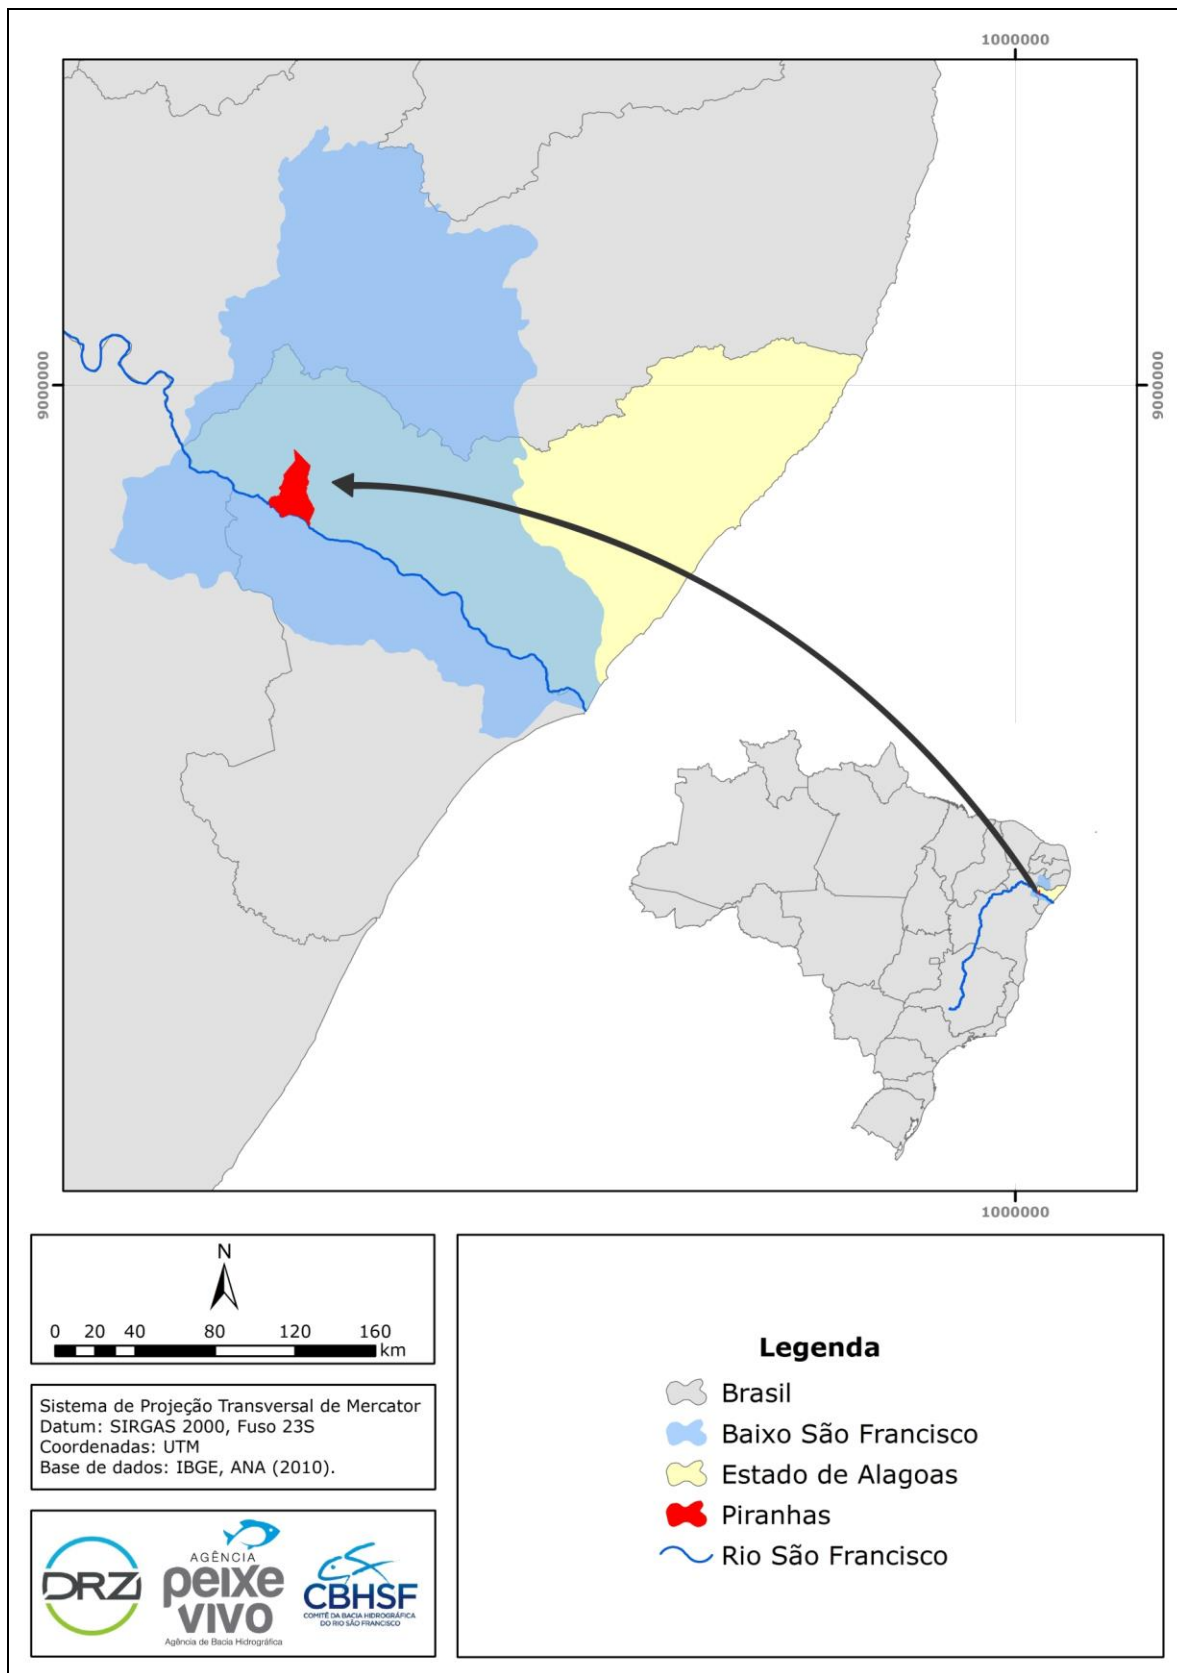 1000000
9000000
9000000
1000000
N
0 20 40 80 120 160
km
Sistema de Projeção Transversal de Mercator
Datum: SIRGAS 2000, Fuso 23S
Coordenadas: UTM
Base de dados: IBGE, ANA (2010).
DRZ
AGÊNCIA
peixe
vivo
Agência de Bacia Hidrográfica
CBHSF
COMITÊ DA BACIA HIDROGRÁFICA
DO RIO SÃO FRANCISCO
Legenda
Brasil
Baixo São Francisco
Estado de Alagoas
Piranhas
Rio São Francisco